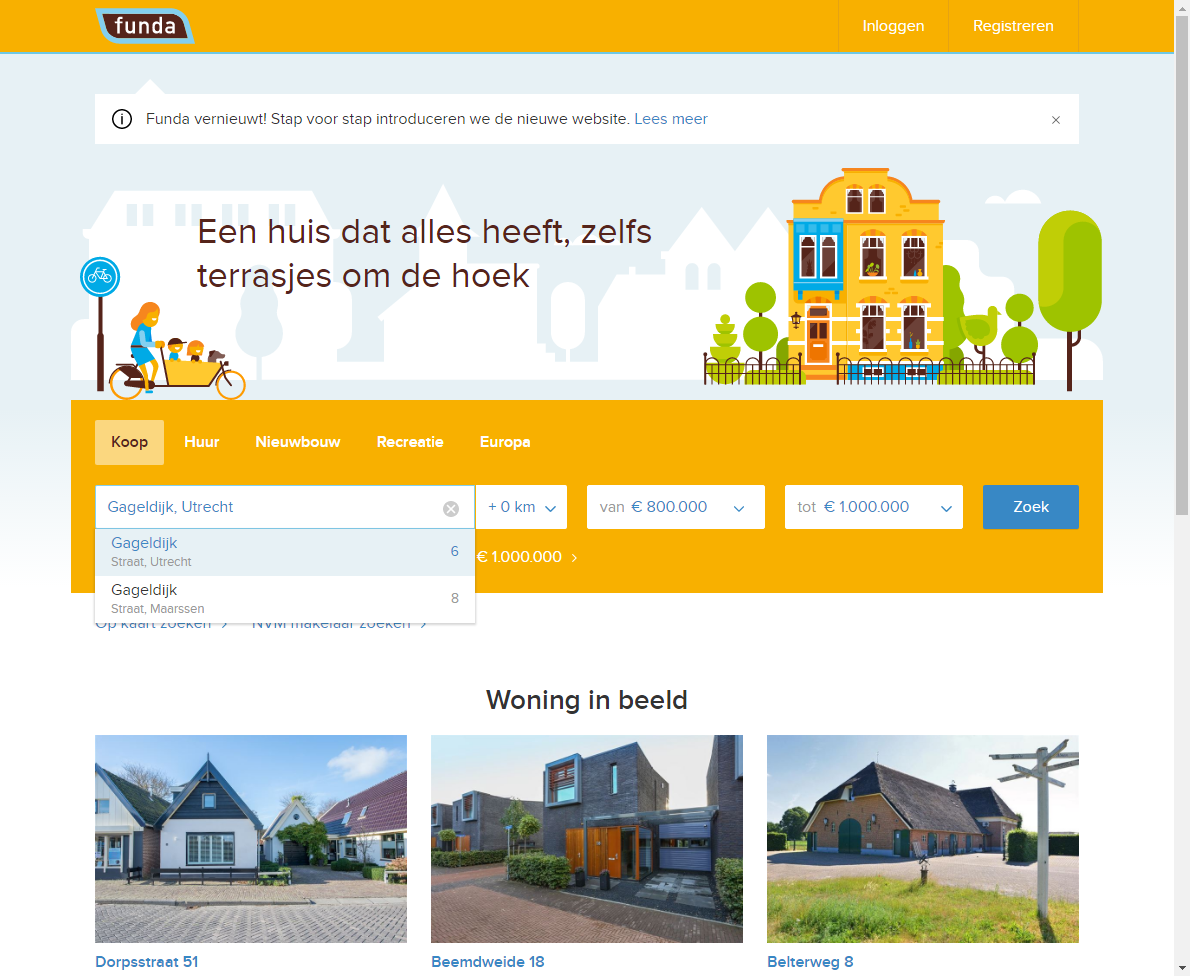 funda
Inloggen
Registreren
Funda vernieuwt! Stap voor stap introduceren we de nieuwe website. Lees meer
Een huis dat alles heeft, zelfs
terrasjes om de hoek
Koop
Huur
Nieuwbouw
Recreatie
Europa
Gageldijk, Utrecht
+ 0 km
van € 800.000
tot € 1.000.000
Zoek
Gageldijk
6
Straat, Utrecht
€ 1.000.000
Gageldijk
8
Straat, Maarssen
Op kaart zoeken
NVM makelaar zoeken
Woning in beeld
Dorpsstraat 51
Beemdweide 18
Belterweg 8